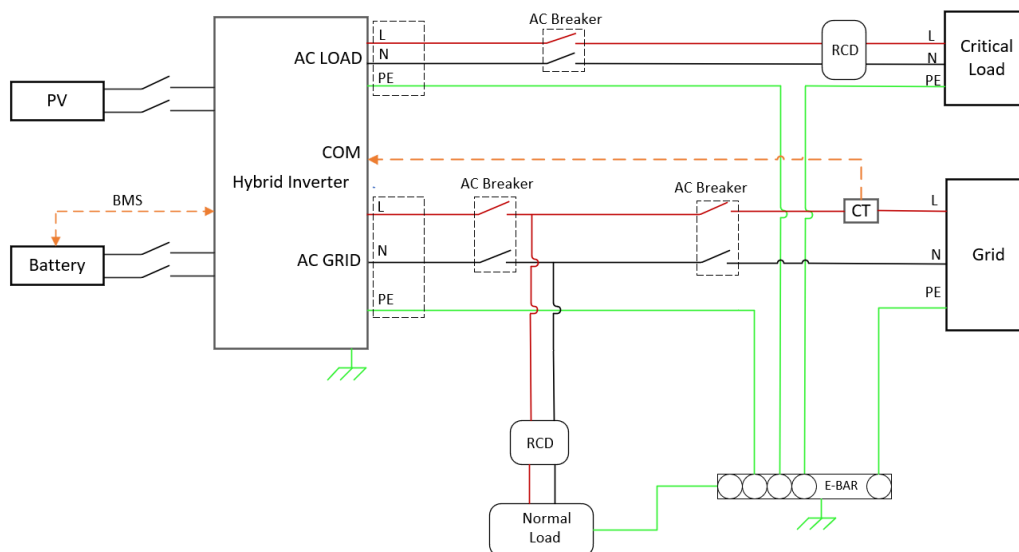 AC Breaker
L
AC LOAD
N
PE
RCD
L
N
PE
Critical
Load
PV
COM
Hybrid Inverter
BMS
Battery
AC Breaker
AC Breaker
CT
L
L
N
AC GRID
N
PE
PE
Grid
RCD
E-BAR
Normal
Load